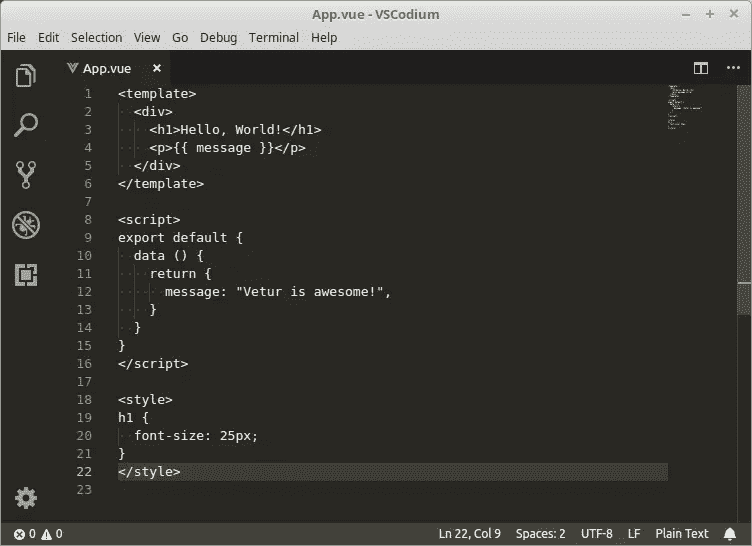 App.vue - VSCodium
File Edit Selection View Go Debug Terminal Help
App.vue
1 <template>
2   <div>
3     <h1>Hello, World!</h1>
4     <p>{{ message }}</p>
5   </div>
6 </template>
7
8 <script>
9 export default {
10   data () {
11     return {
12       message: "Vetur is awesome!",
13     }
14   }
15 }
16 </script>
17
18 <style>
19 h1 {
20   font-size: 25px;
21 }
22 </style>
23
0 0 Ln 22, Col 9 Spaces: 2 UTF-8 LF Plain Text